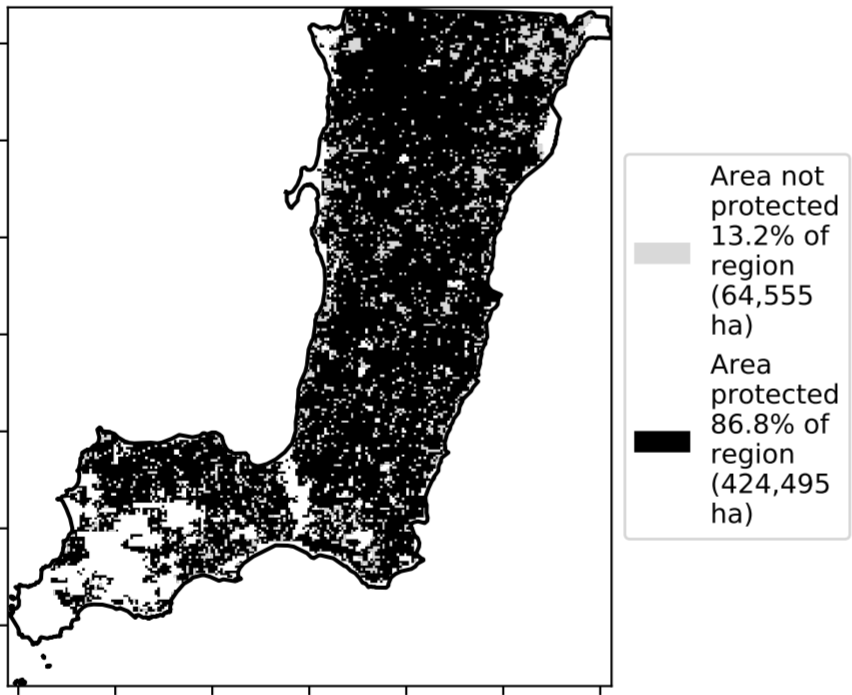 Area not
protected
13.2% of
region
(64,555
ha)
Area
protected
86.8% of
region
(424,495
ha)